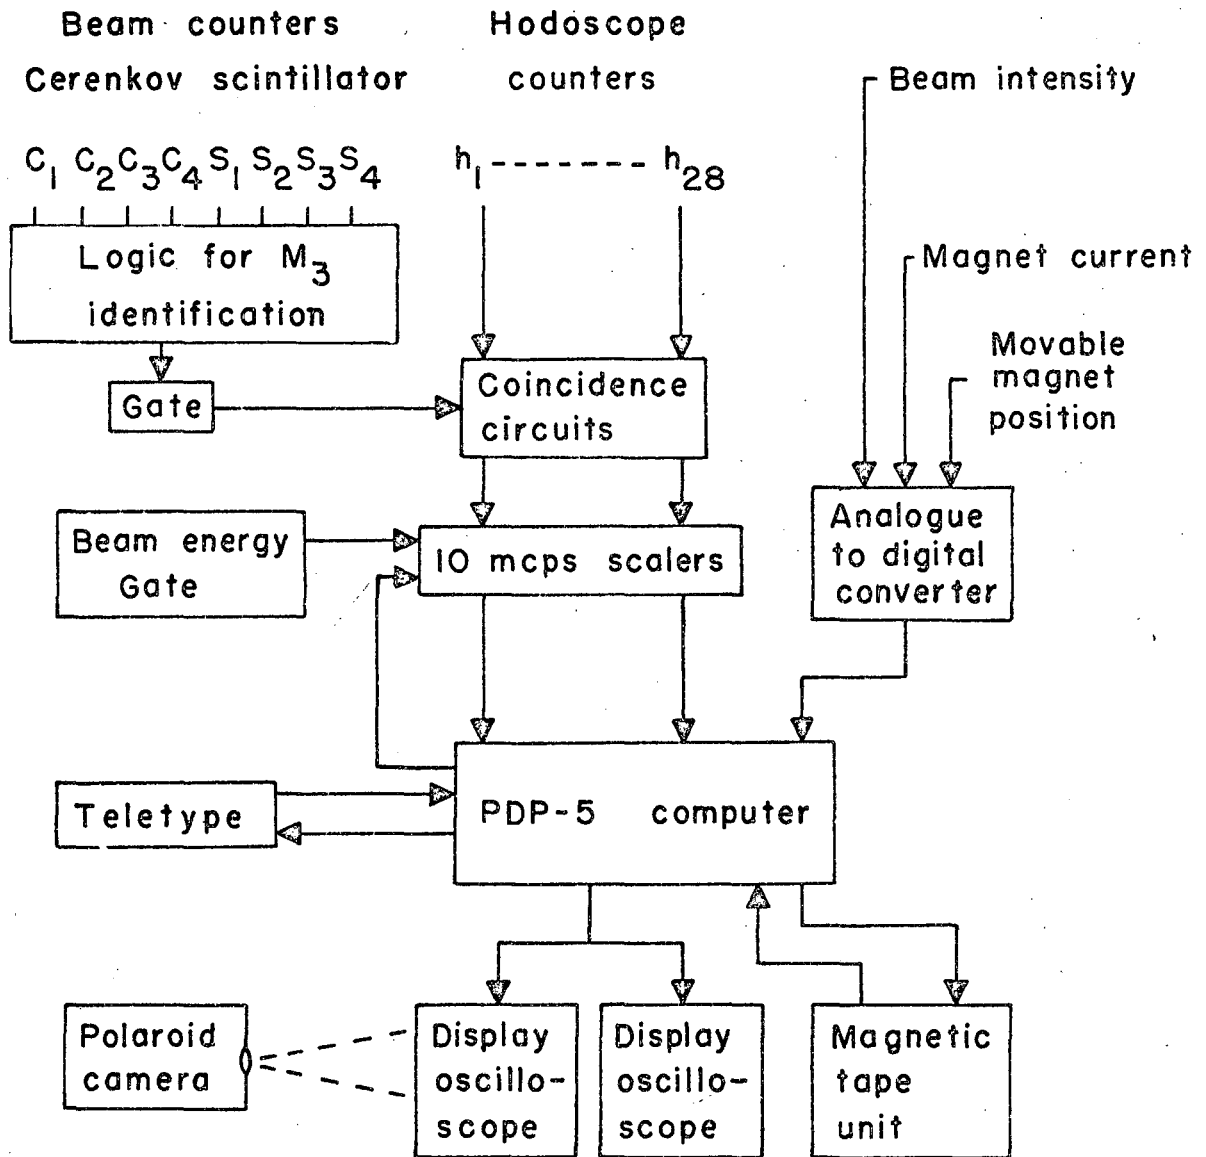 Beam counters
Cerenkov scintillator
Hodoscope
counters
C1 C2 C3 C4 S1 S2 S3 S4
h1 ------- h28
Beam intensity
Magnet current
Movable
magnet
position
Logic for M3
identification
Gate
Coincidence
circuits
Beam energy
Gate
10 mcps scalers
Analogue
to digital
converter
Teletype
PDP-5 computer
Polaroid
camera
Display
oscillo-
scope
Display
oscillo-
scope
Magnetic
tape
unit